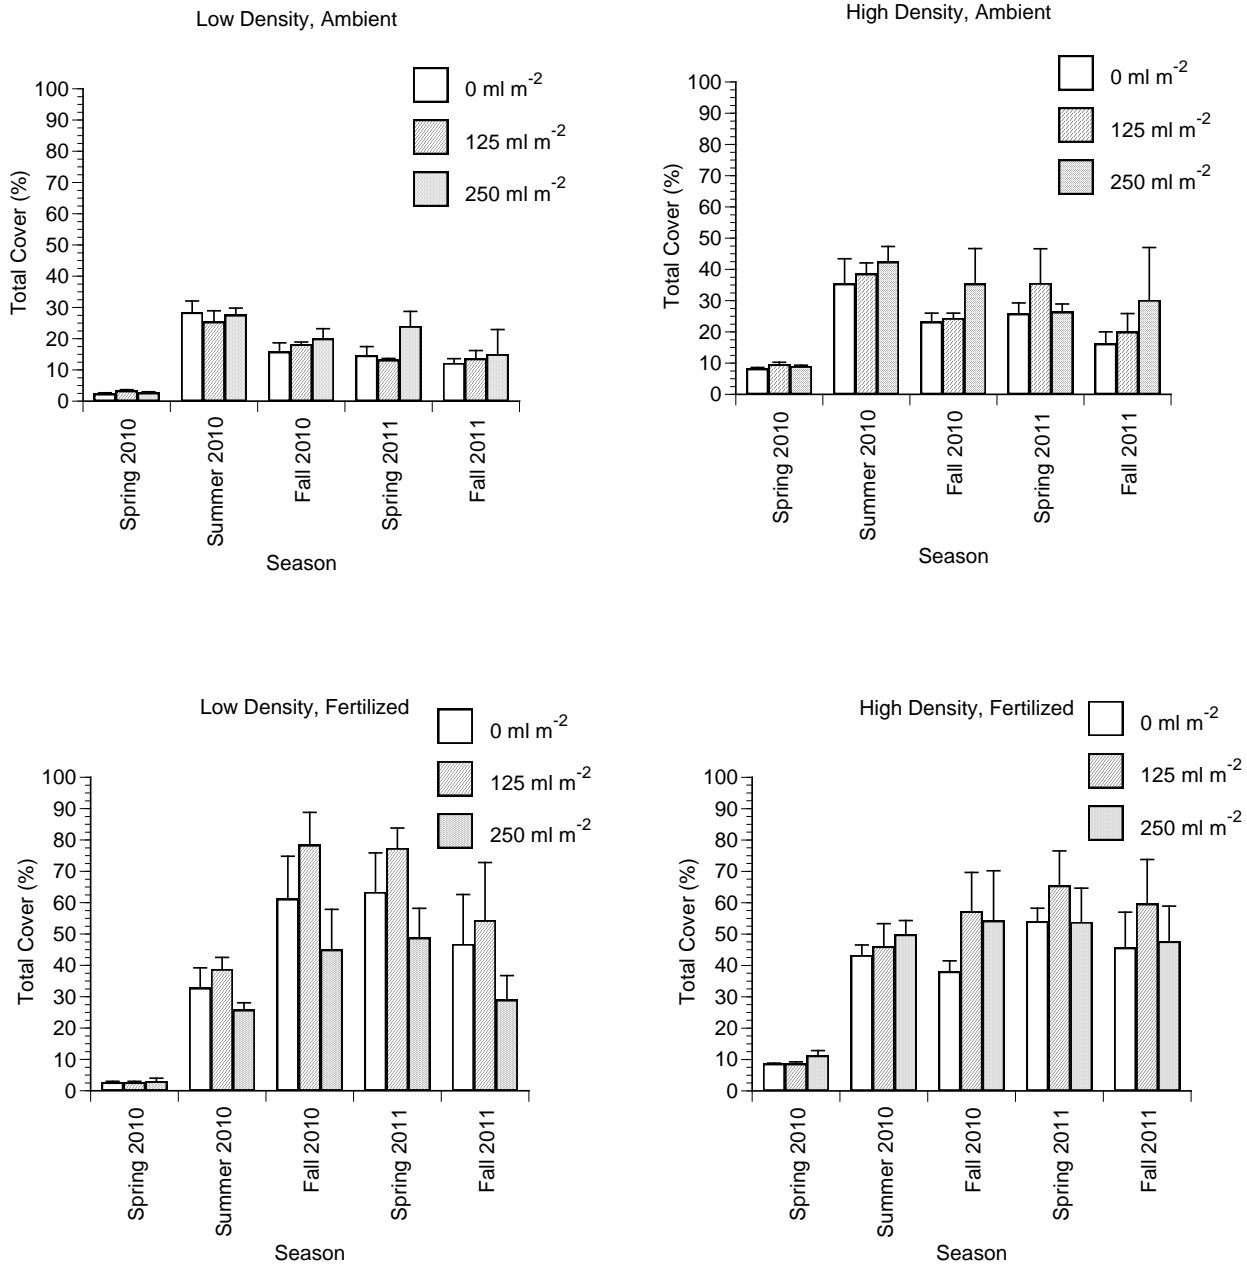 Low Density, Ambient
0 ml m-2
125 ml m-2
250 ml m-2
100
90
80
70
60
50
40
30
20
10
0
Total Cover (%)
Spring 2010
Summer 2010
Fall 2010
Spring 2011
Fall 2011
Season
High Density, Ambient
0 ml m-2
125 ml m-2
250 ml m-2
100
90
80
70
60
50
40
30
20
10
0
Total Cover (%)
Spring 2010
Summer 2010
Fall 2010
Spring 2011
Fall 2011
Season
Low Density, Fertilized
0 ml m-2
125 ml m-2
250 ml m-2
100
90
80
70
60
50
40
30
20
10
0
Total Cover (%)
Spring 2010
Summer 2010
Fall 2010
Spring 2011
Fall 2011
Season
High Density, Fertilized
0 ml m-2
125 ml m-2
250 ml m-2
100
90
80
70
60
50
40
30
20
10
0
Total Cover (%)
Spring 2010
Summer 2010
Fall 2010
Spring 2011
Fall 2011
Season